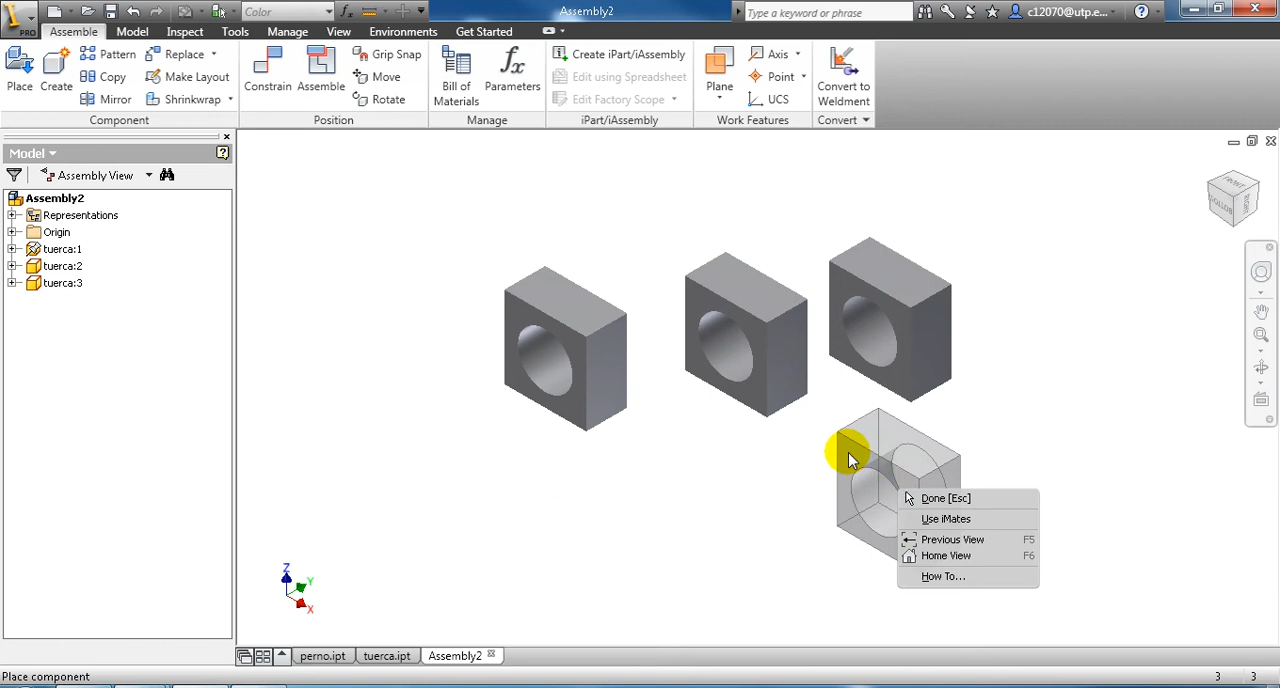 Color
Assembly2
Type a keyword or phrase
c12070@utp.e...
PRO
Assemble Model Inspect Tools Manage View Environments Get Started
Place
Create
Pattern
Copy
Mirror
Replace
Make Layout
Shrinkwrap
Component
Constrain
Assemble
Grip Snap
Move
Rotate
Position
Bill of
Materials
Parameters
Manage
Create iPart/iAssembly
Edit using Spreadsheet
Edit Factory Scope
iPart/iAssembly
Plane
Axis
Point
UCS
Work Features
Convert to
Weldment
Convert
Model
Assembly View
Assembly2
Representations
Origin
tuerca:1
tuerca:2
tuerca:3
FRONT
RIGHT
Done [Esc]
Use iMates
Previous View F5
Home View F6
How To...
Z
Y
X
perno.ipt tuerca.ipt Assembly2
Place component 3 3